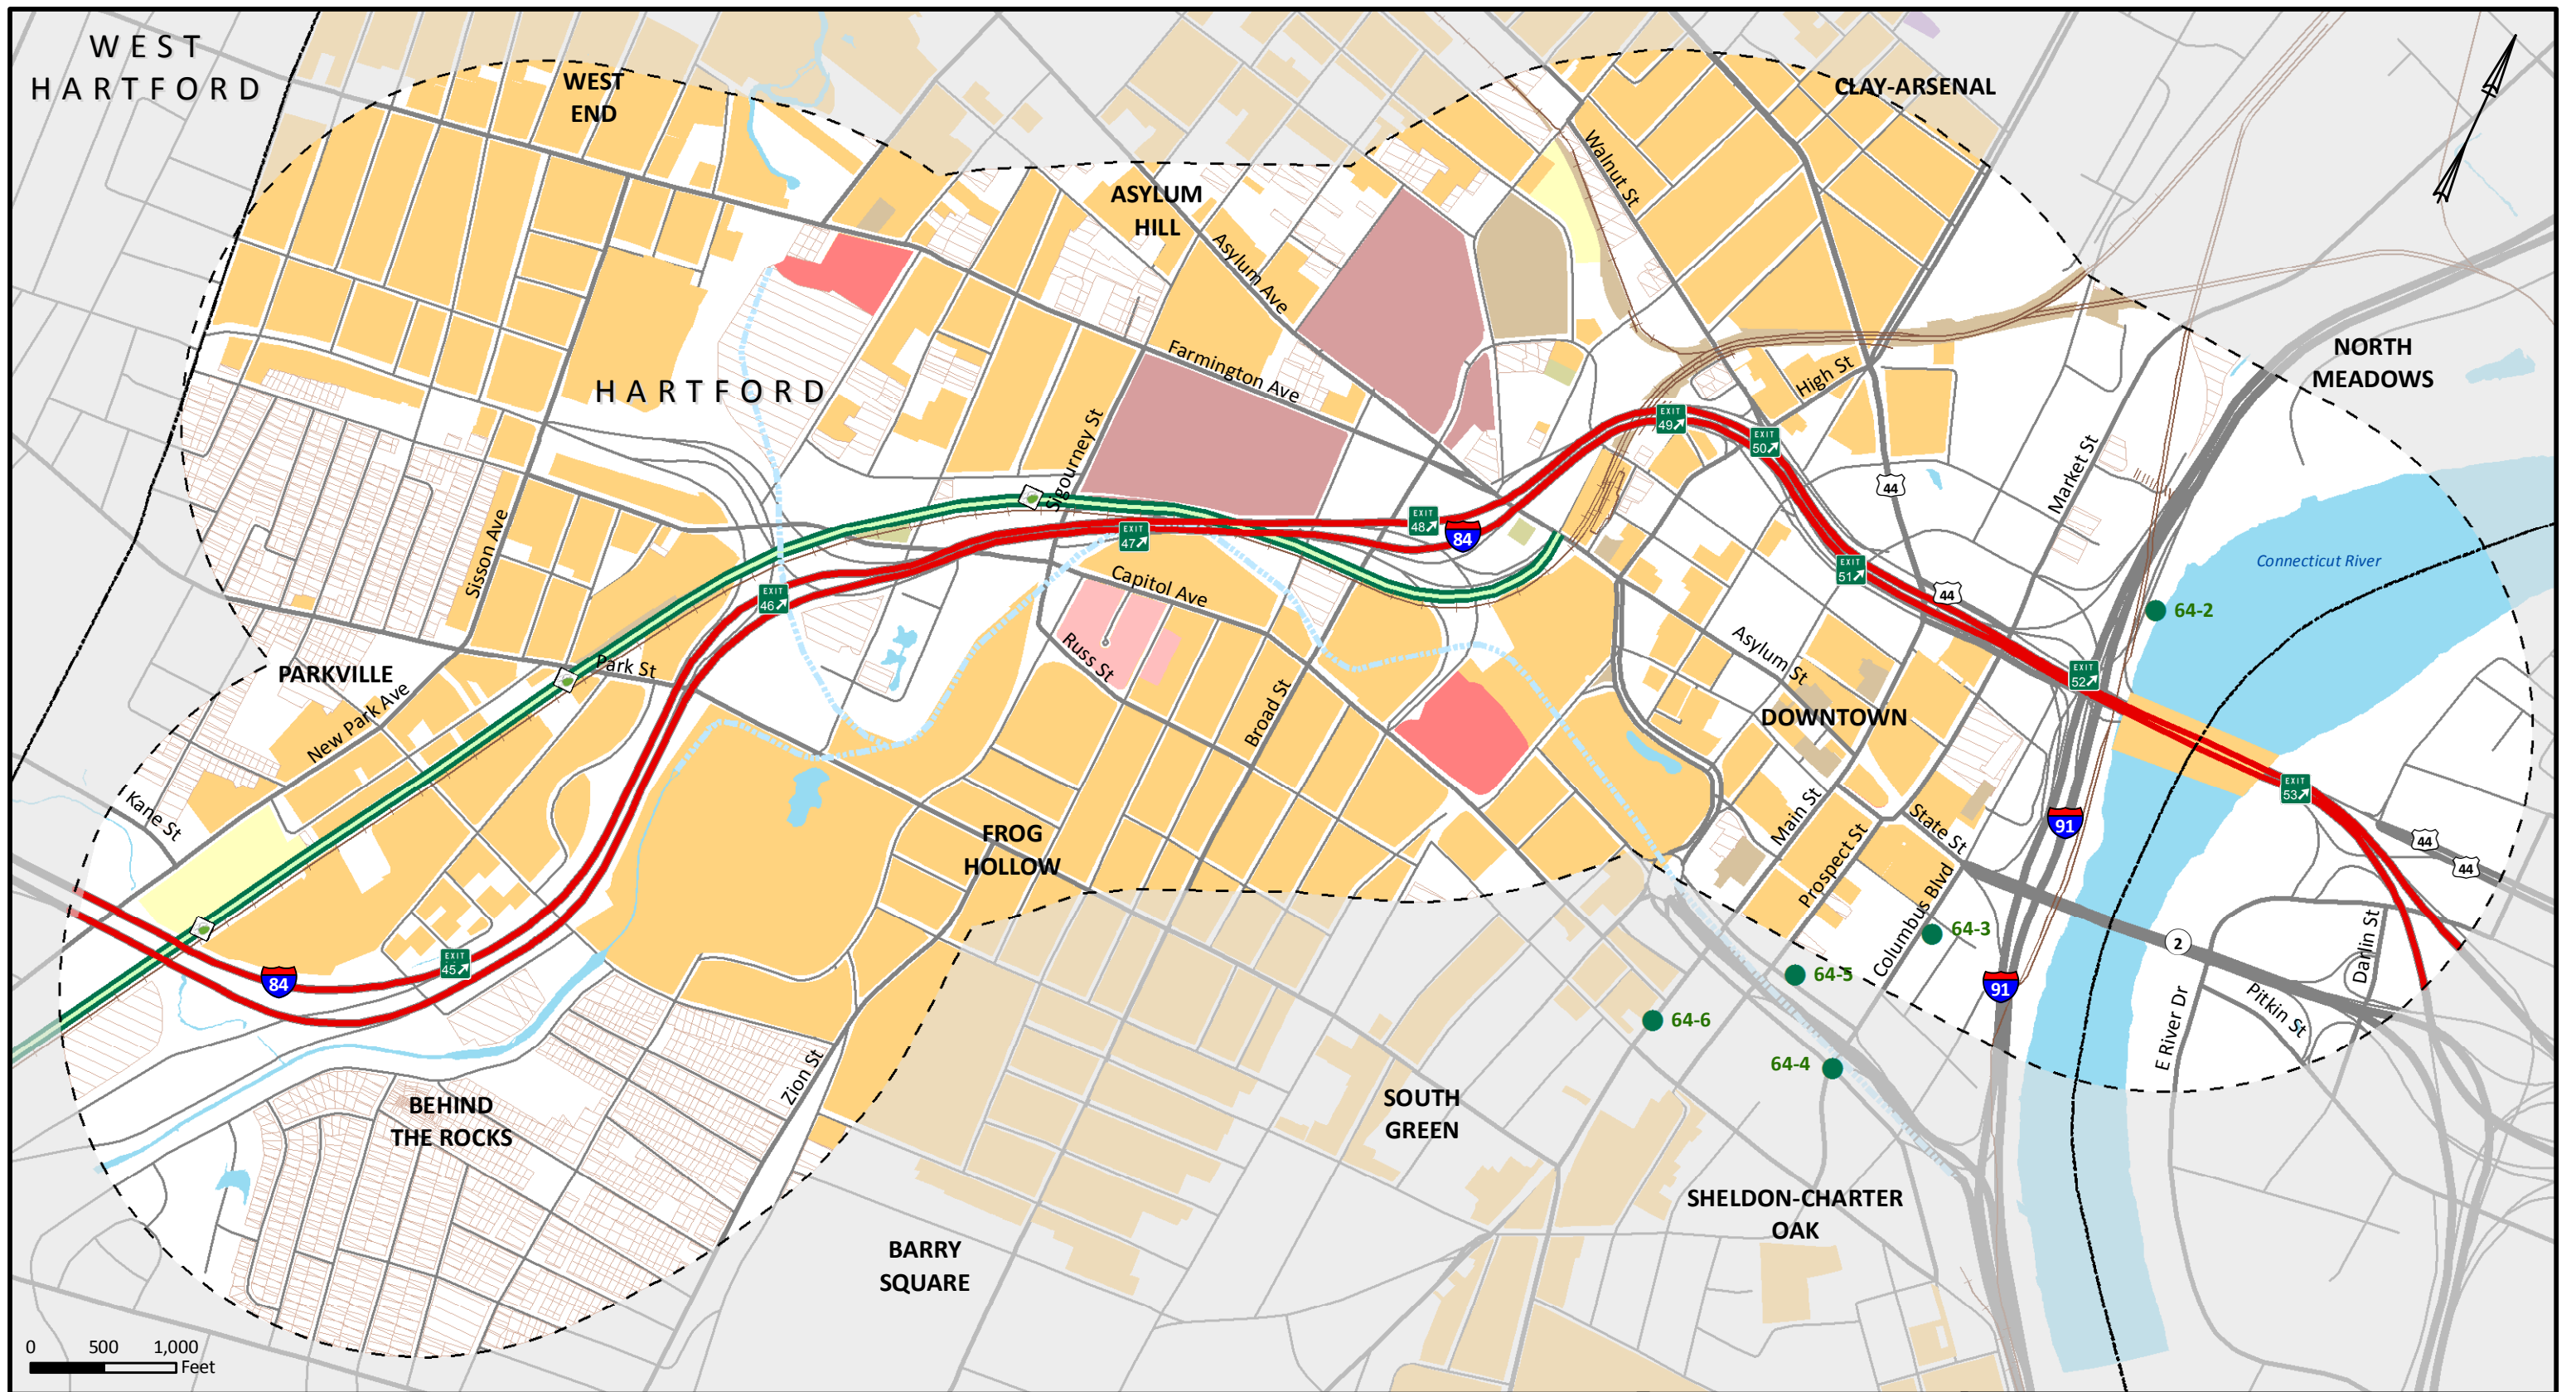 WEST
HARTFORD
WEST
END
CLAY-ARSENAL
ASYLUM
HILL
Walnut St
Asylum Ave
NORTH
MEADOWS
HARTFORD
Farmington Ave
High St
EXIT
49
EXIT
50
Sigourney St
44
Market St
EXIT
48
84
EXIT
47
Sisson Ave
Connecticut River
EXIT
51
44
64-2
EXIT
46
Capitol Ave
Russ St
Asylum St
PARKVILLE
Park St
EXIT
52
New Park Ave
Broad St
DOWNTOWN
EXIT
53
Kane St
Main St
State St
91
44
44
FROG
HOLLOW
Prospect St
Columbus Blvd
64-3
2
Darlin St
EXIT
45
84
64-5
91
64-6
E River Dr
Pitkin St
64-4
Zion St
BEHIND
THE ROCKS
SOUTH
GREEN
SHELDON-CHARTER
OAK
BARRY
SQUARE
0 500 1,000
Feet